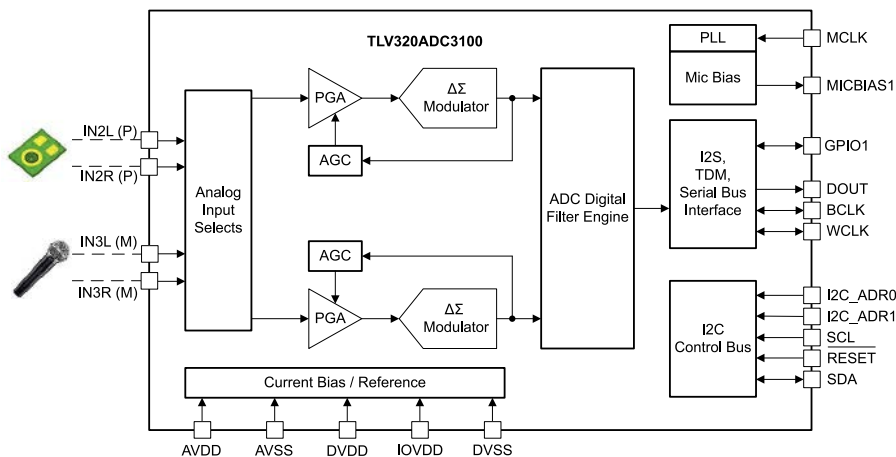 TLV320ADC3100
PLL
MCLK
Mic Bias
MICBIAS1
PGA
ΔΣ
Modulator
AGC
IN2L (P)
IN2R (P)
Analog
Input
Selects
ADC Digital
Filter Engine
I2S,
TDM,
Serial Bus
Interface
GPIO1
DOUT
BCLK
WCLK
IN3L (M)
IN3R (M)
AGC
PGA
ΔΣ
Modulator
I2C
Control Bus
I2C_ADR0
I2C_ADR1
SCL
RESET
SDA
Current Bias / Reference
AVDD
AVSS
DVDD
IOVDD
DVSS